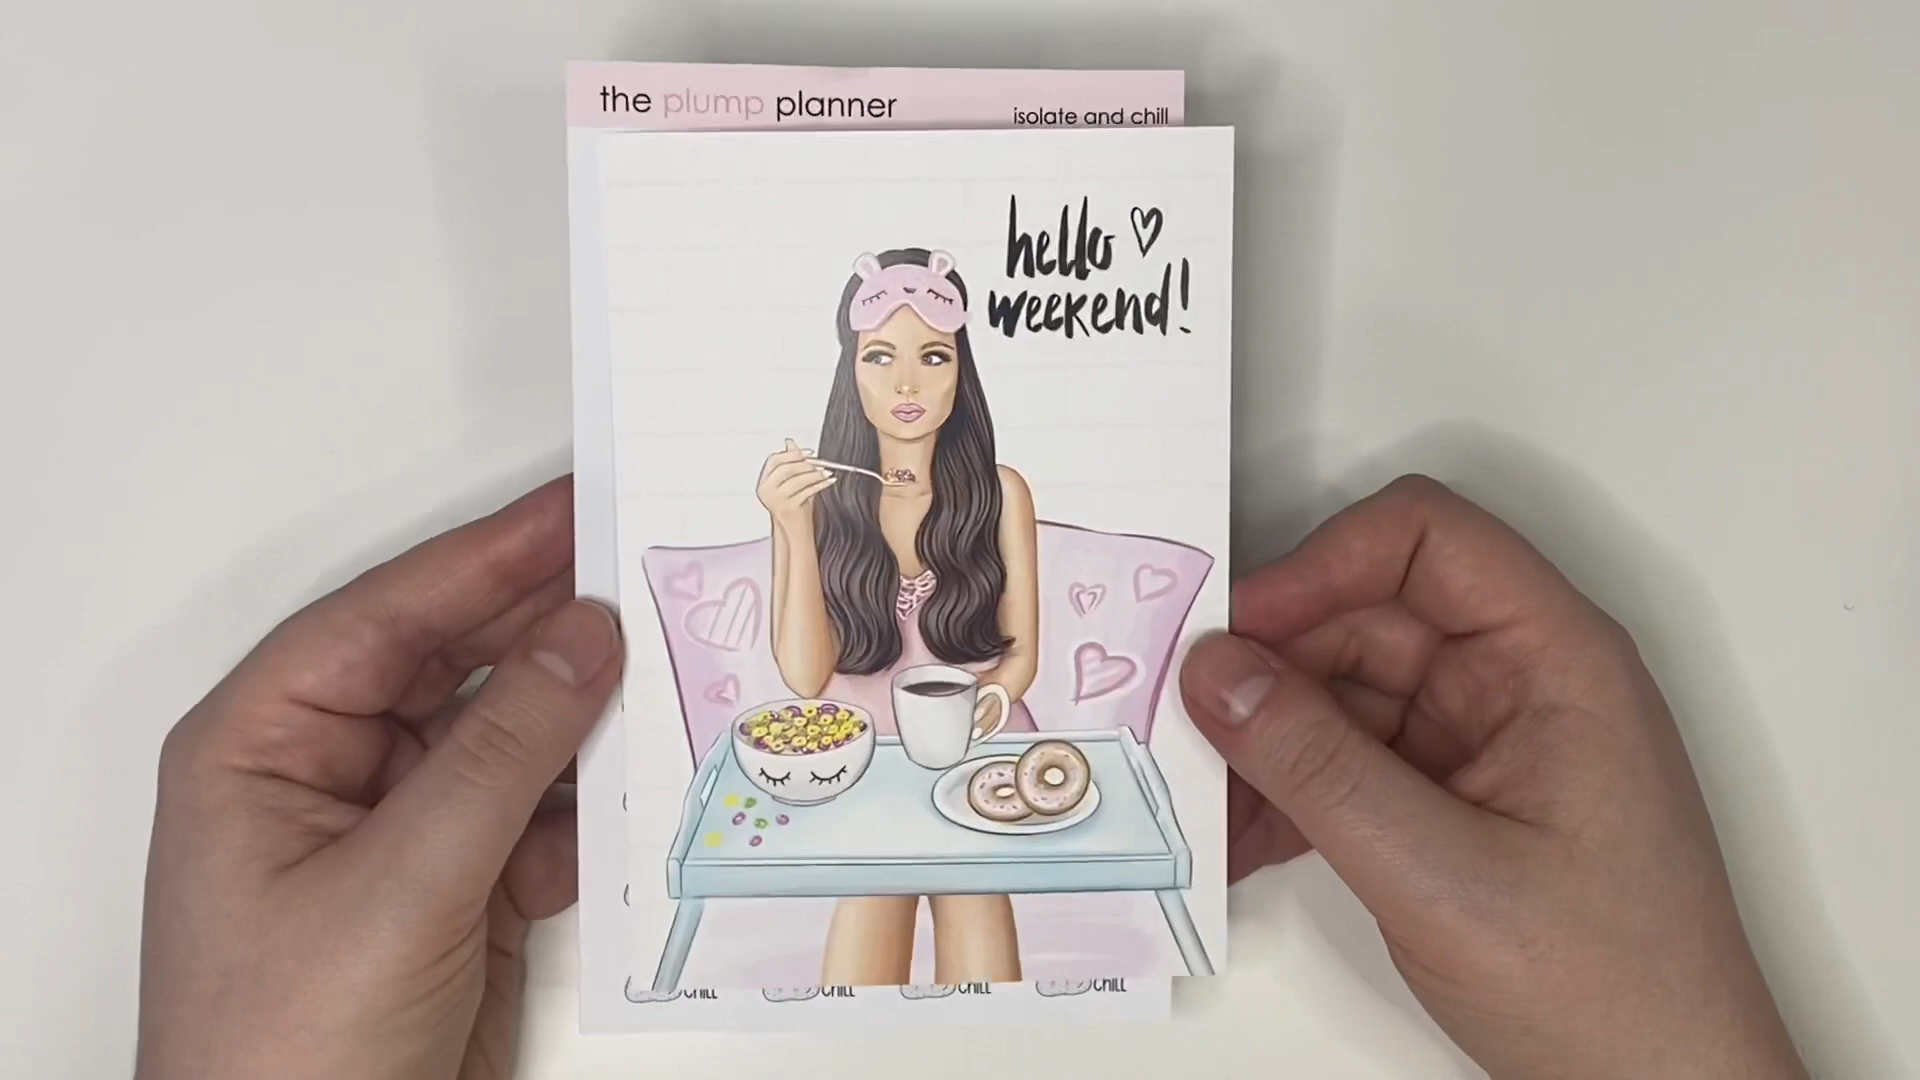 the plump planner
isolate and chill
hello
weekend!
CHILL CHILL CHILL CHILL